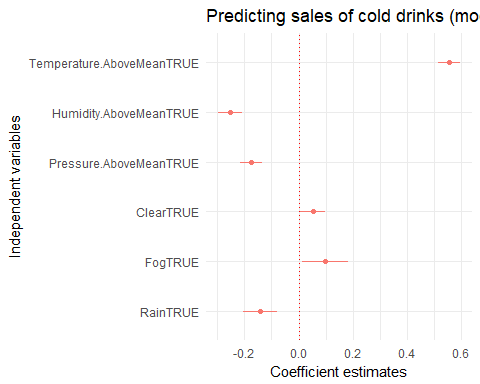 Predicting sales of cold drinks (mo
Temperature.AboveMeanTRUE
Humidity.AboveMeanTRUE
Pressure.AboveMeanTRUE
ClearTRUE
FogTRUE
RainTRUE
Independent variables
-0.2 0.0 0.2 0.4 0.6
Coefficient estimates